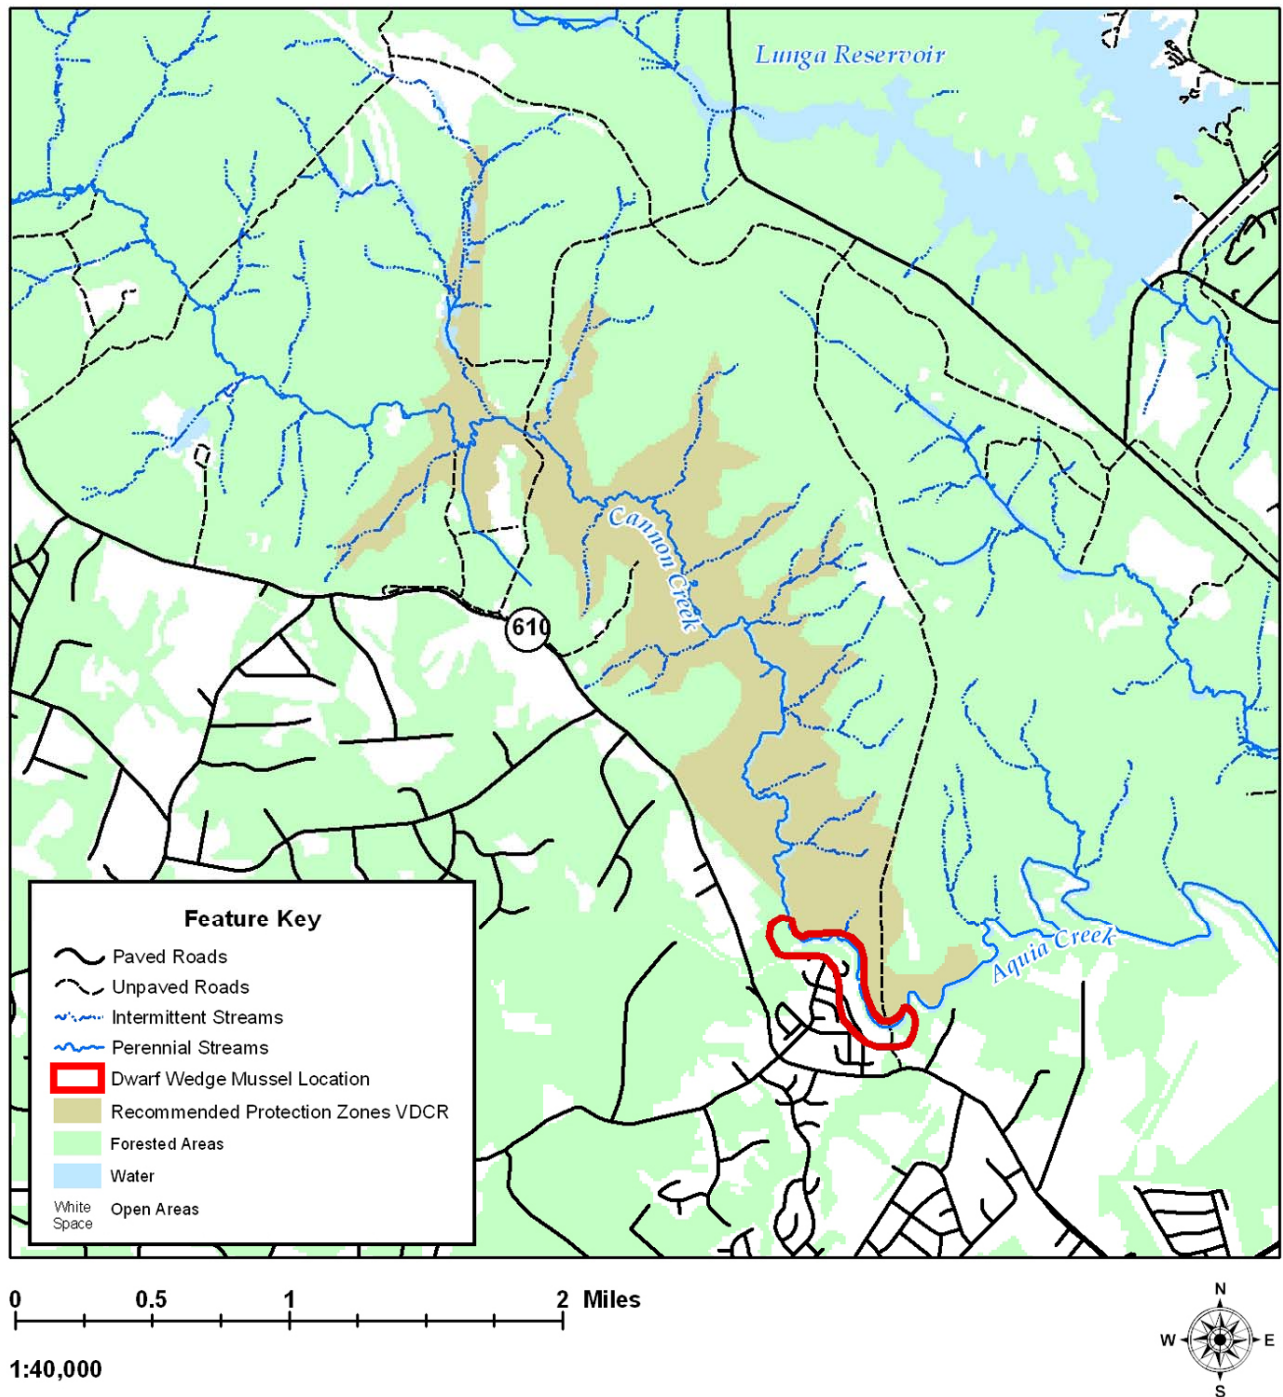 Lunga Reservoir
Cannon Creek
610
Aquia Creek
Feature Key
Paved Roads
Unpaved Roads
Intermittent Streams
Perennial Streams
Dwarf Wedge Mussel Location
Recommended Protection Zones VDCR
Forested Areas
Water
White
Space
Open Areas
0 0.5 1 2 Miles
1:40,000
N
W E
S